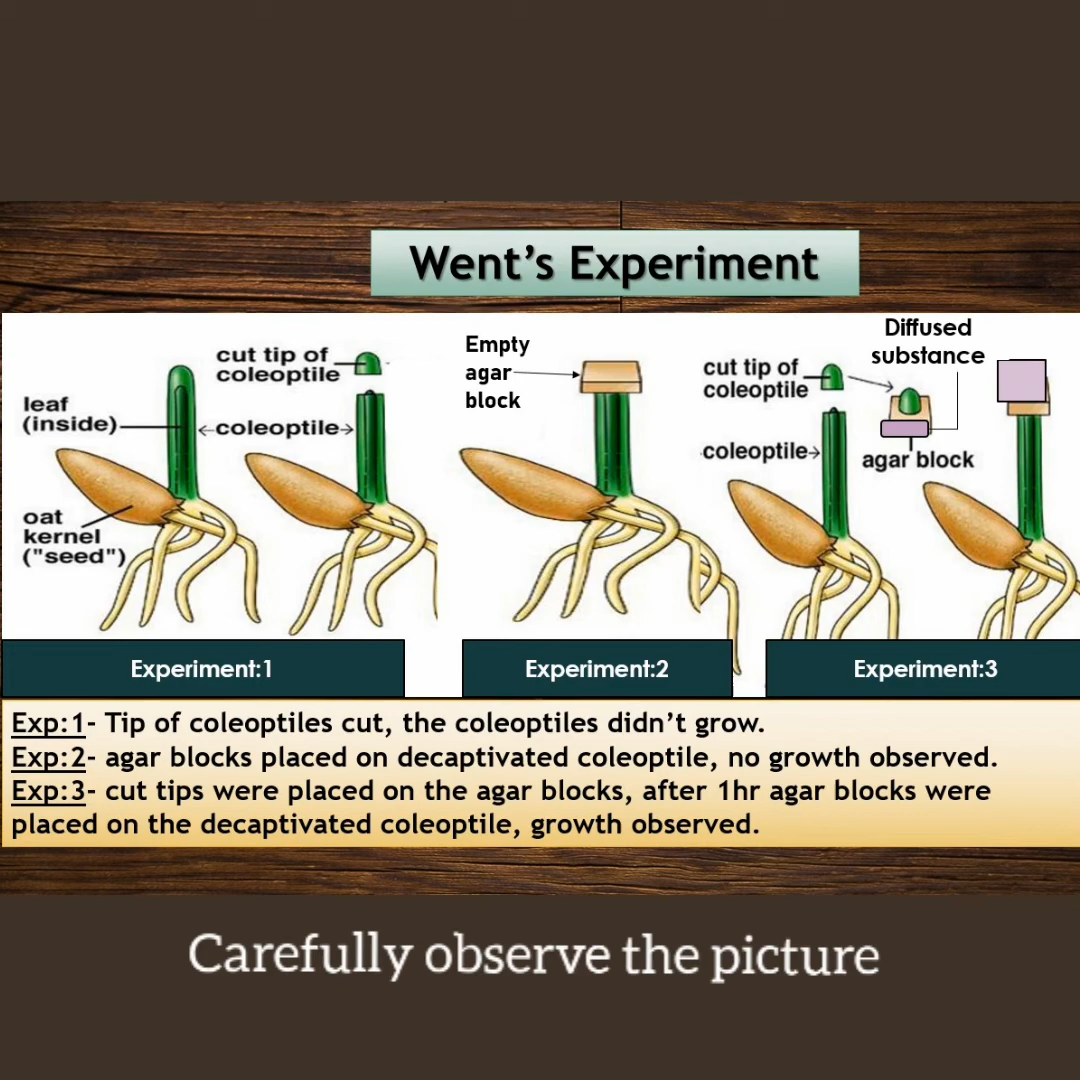 Went's Experiment
cut tip of
coleoptile
leaf
(inside)
coleoptile
oat
kernel
("seed")
Empty
agar
block
Diffused
substance
cut tip of
coleoptile
coleoptile
agar block
Experiment:1
Experiment:2
Experiment:3
Exp:1- Tip of coleoptiles cut, the coleoptiles didn't grow.
Exp:2- agar blocks placed on decaptivated coleoptile, no growth observed.
Exp:3- cut tips were placed on the agar blocks, after 1hr agar blocks were
placed on the decaptivated coleoptile, growth observed.
Carefully observe the picture